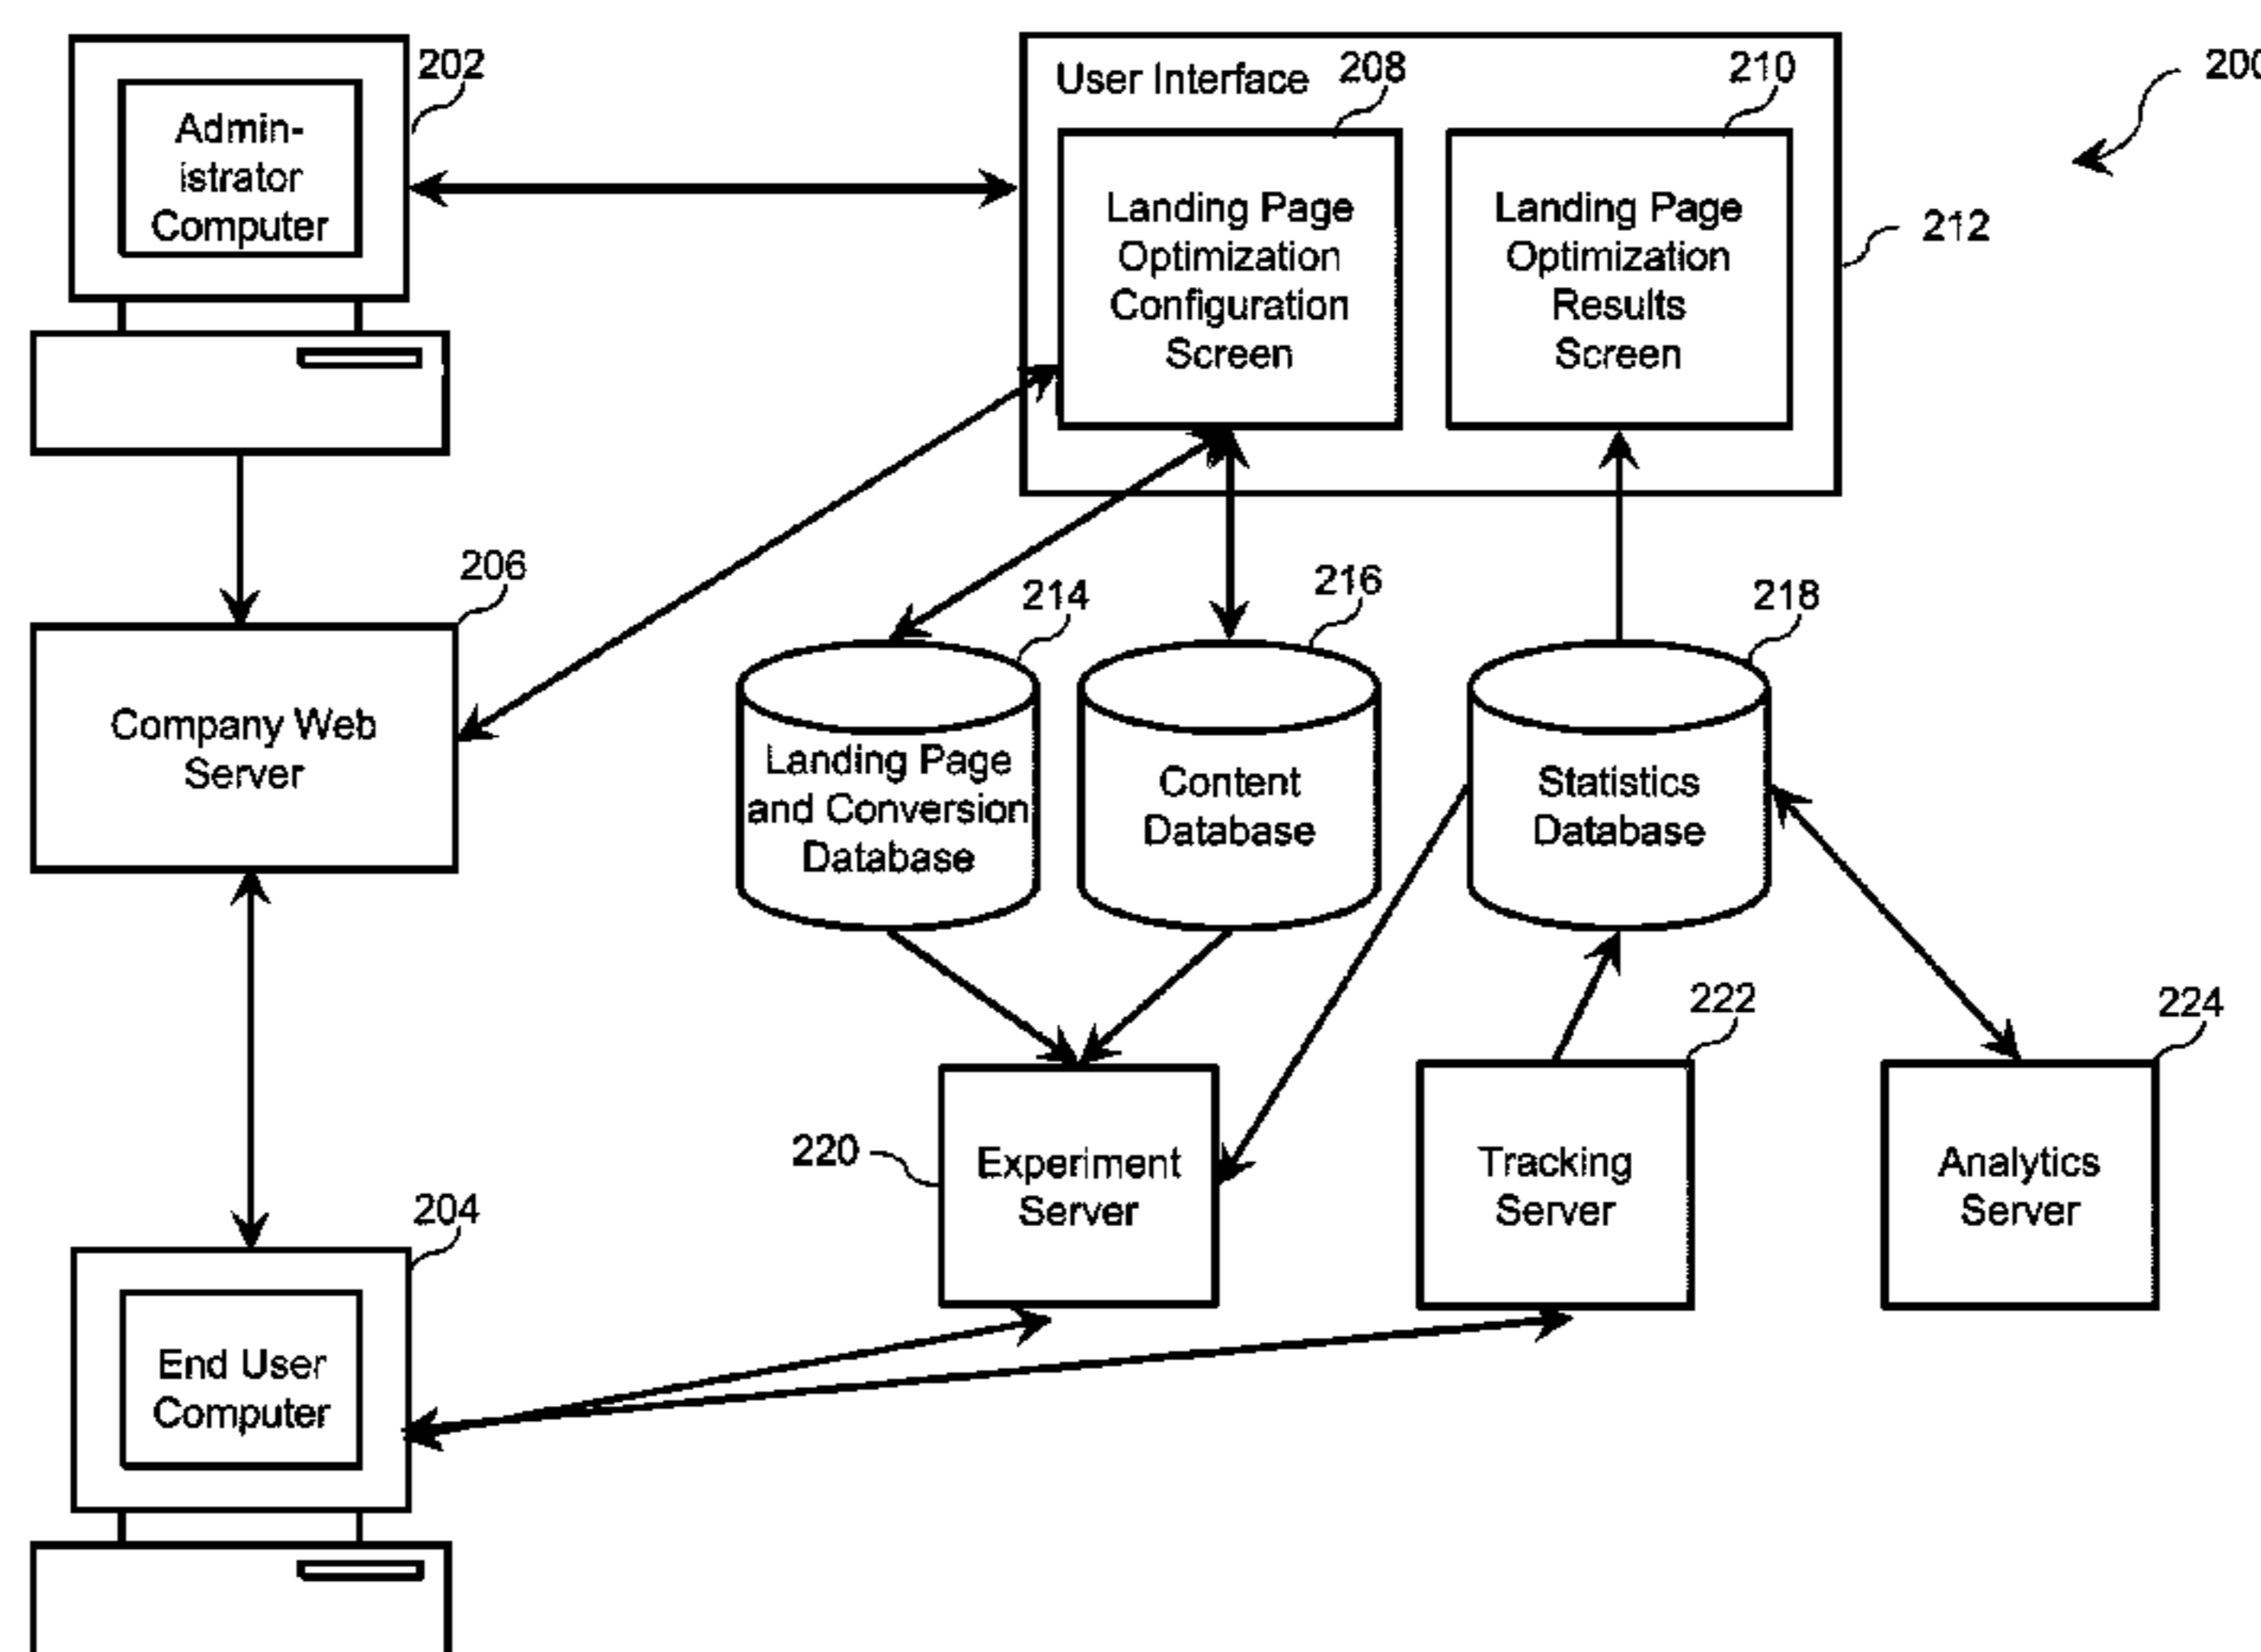 202
Admin-
istrator
Computer
User Interface
208
210
200
Landing Page
Optimization
Configuration
Screen
Landing Page
Optimization
Results
Screen
212
206
Company Web
Server
214
216
218
Landing Page
and Conversion
Database
Content
Database
Statistics
Database
222
224
220
Experiment
Server
Tracking
Server
Analytics
Server
204
End User
Computer